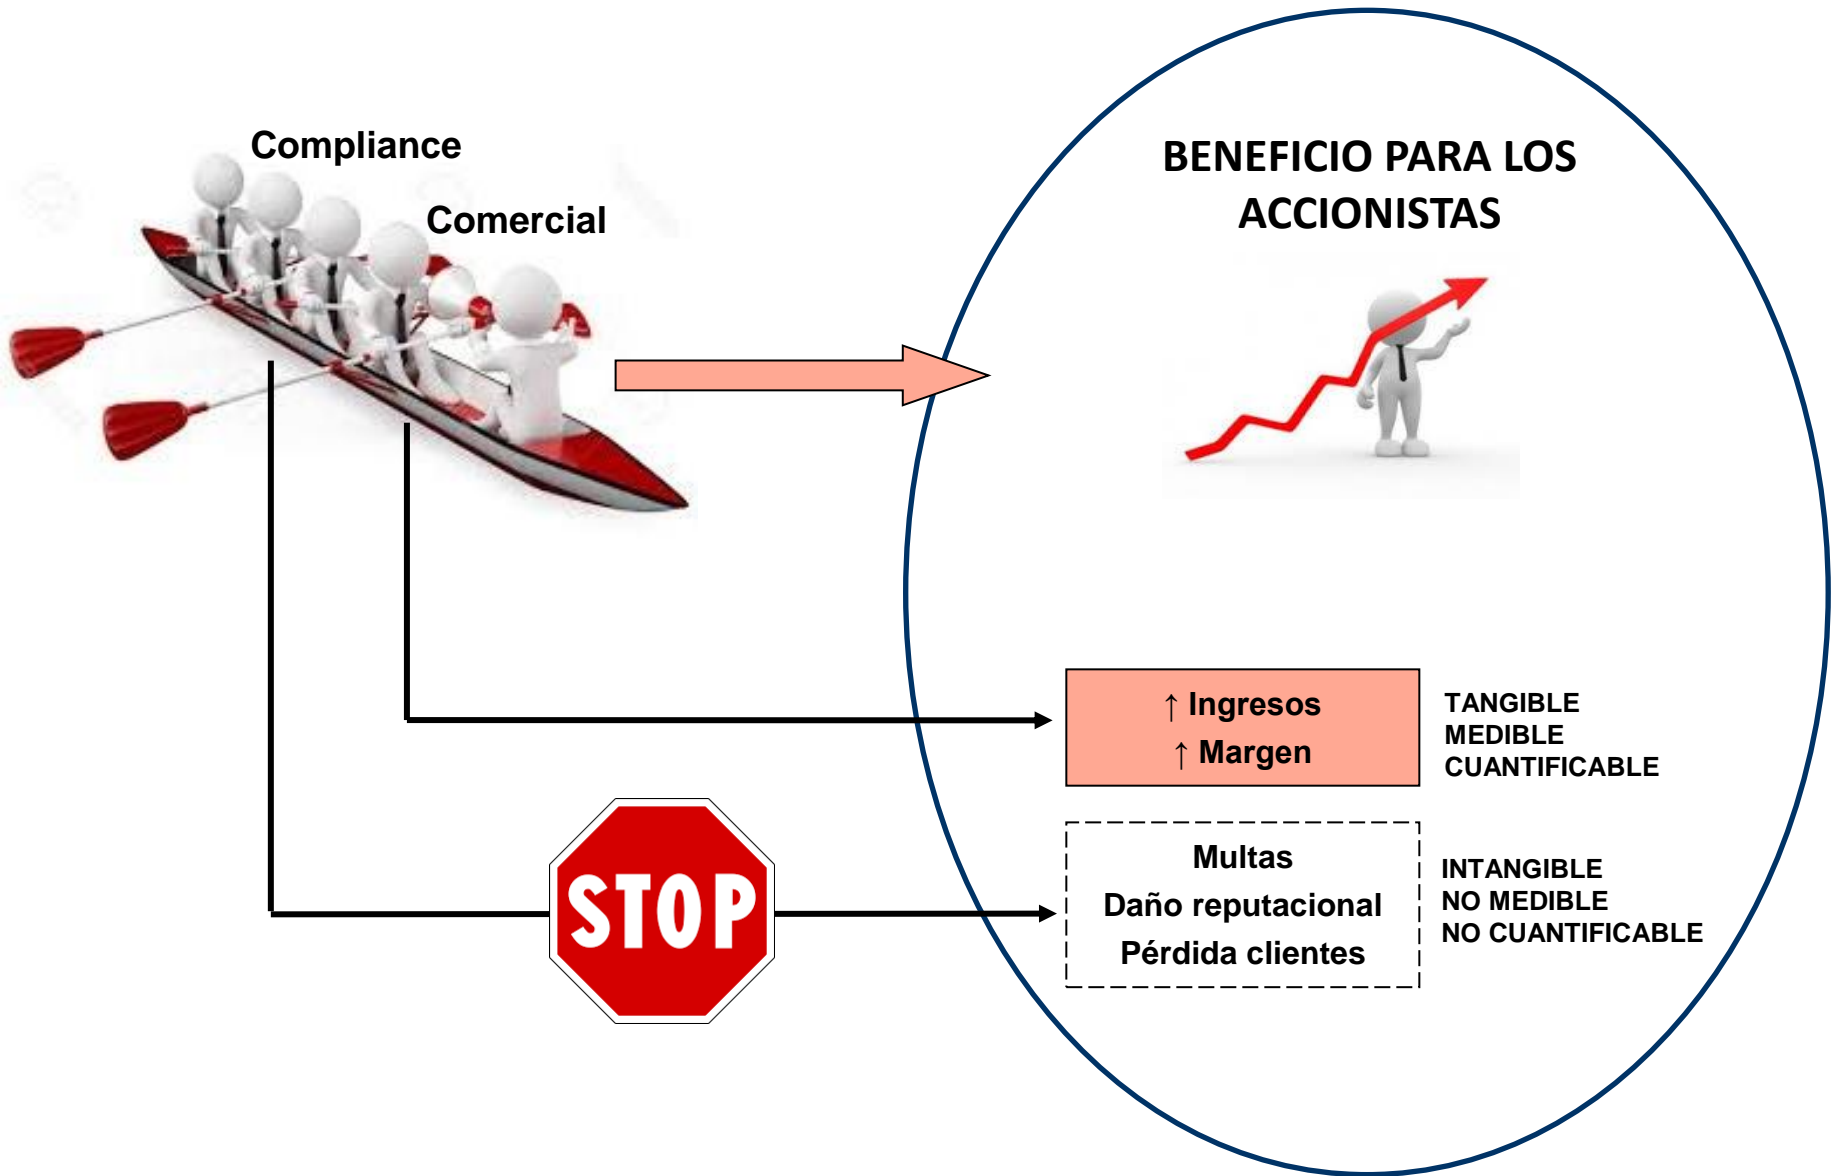 Compliance
Comercial
BENEFICIO PARA LOS
ACCIONISTAS
↑ Ingresos
↑ Margen
TANGIBLE
MEDIBLE
CUANTIFICABLE
STOP
Multas
Daño reputacional
Pérdida clientes
INTANGIBLE
NO MEDIBLE
NO CUANTIFICABLE